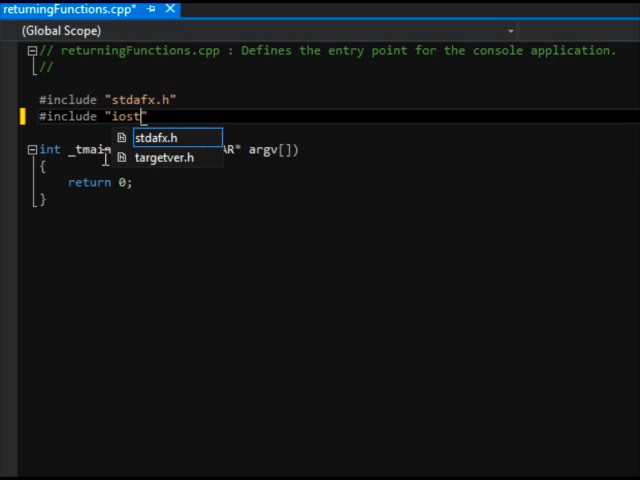 returningFunctions.cpp*
(Global Scope)
// returningFunctions.cpp : Defines the entry point for the console application.
//
#include "stdafx.h"
#include "iost"
stdafx.h
int _tmain AR* argv[])
targetver.h
{
return 0;
}